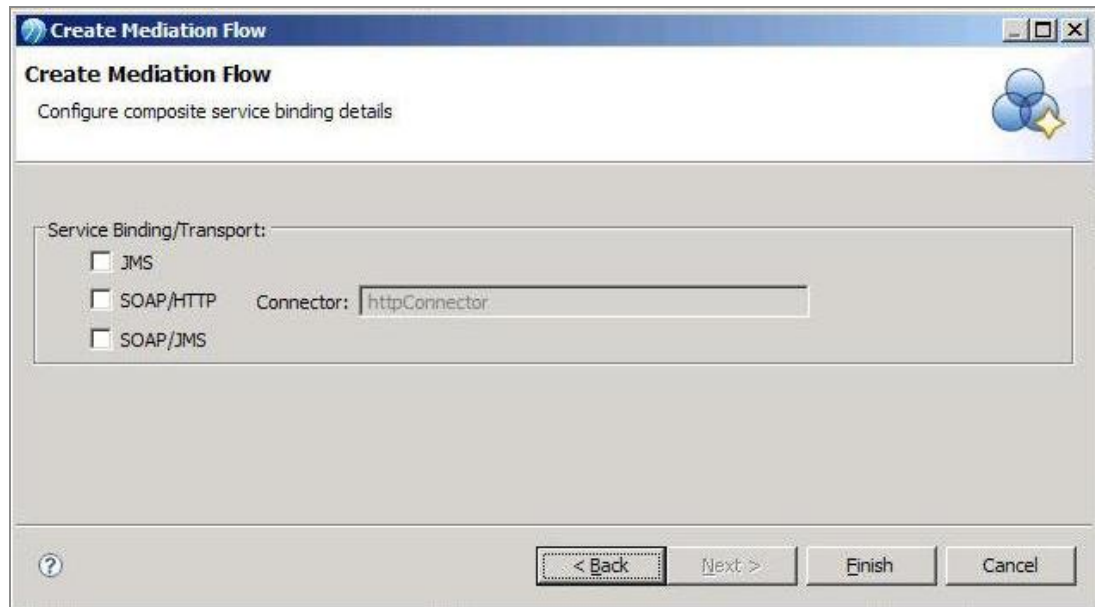 Create Mediation Flow
Create Mediation Flow
Configure composite service binding details
Service Binding/Transport:
JMS
SOAP/HTTP Connector: httpConnector
SOAP/JMS
? < Back Next > Finish Cancel